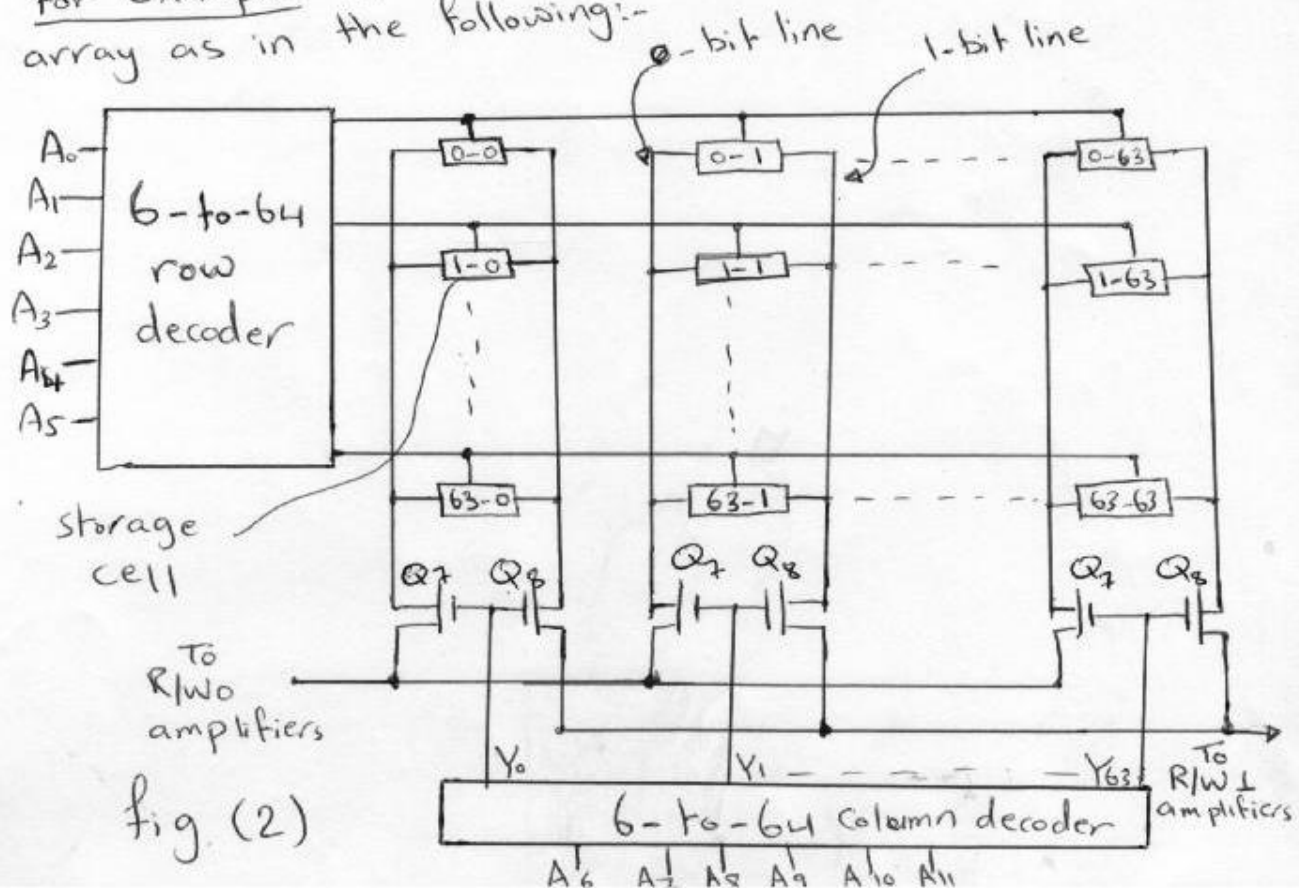 array as in the following:-
0-bit line
1-bit line
A0
A1
A2
A3
A4
A5
6-to-64
row
decoder
0-0
0-1
0-63
1-0
1-1
1-63
63-0
63-1
63-63
storage
cell
Q7 Q8
Q7 Q8
Q7 Q8
To
R/W0
amplifiers
Y0
Y1
Y63
To
R/W1
amplifiers
fig. (2)
6-to-64 column decoder
A6 A7 A8 A9 A10 A11